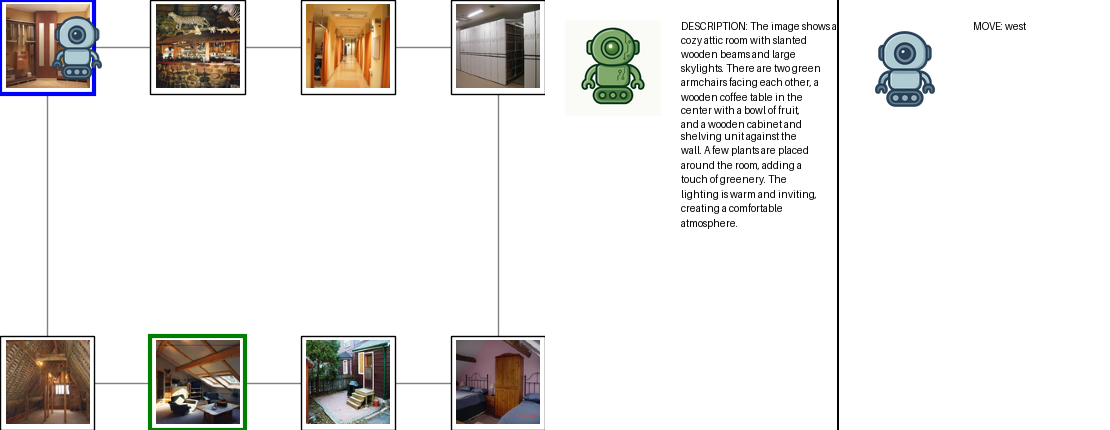 DESCRIPTION: The image shows a
cozy attic room with slanted
wooden beams and large
skylights. There are two green
armchairs facing each other, a
wooden coffee table in the
center with a bowl of fruit,
and a wooden cabinet and
shelving unit against the
wall. A few plants are placed
around the room, adding a
touch of greenery. The
lighting is warm and inviting,
creating a comfortable
atmosphere.
MOVE: west